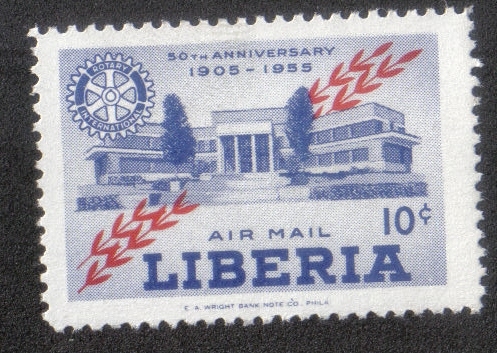 50TH ANNIVERSARY
1905-1955
ROTARY
INTERNATIONAL
AIR MAIL
10¢
LIBERIA
E. A. WRIGHT BANK NOTE CO., PHILA.